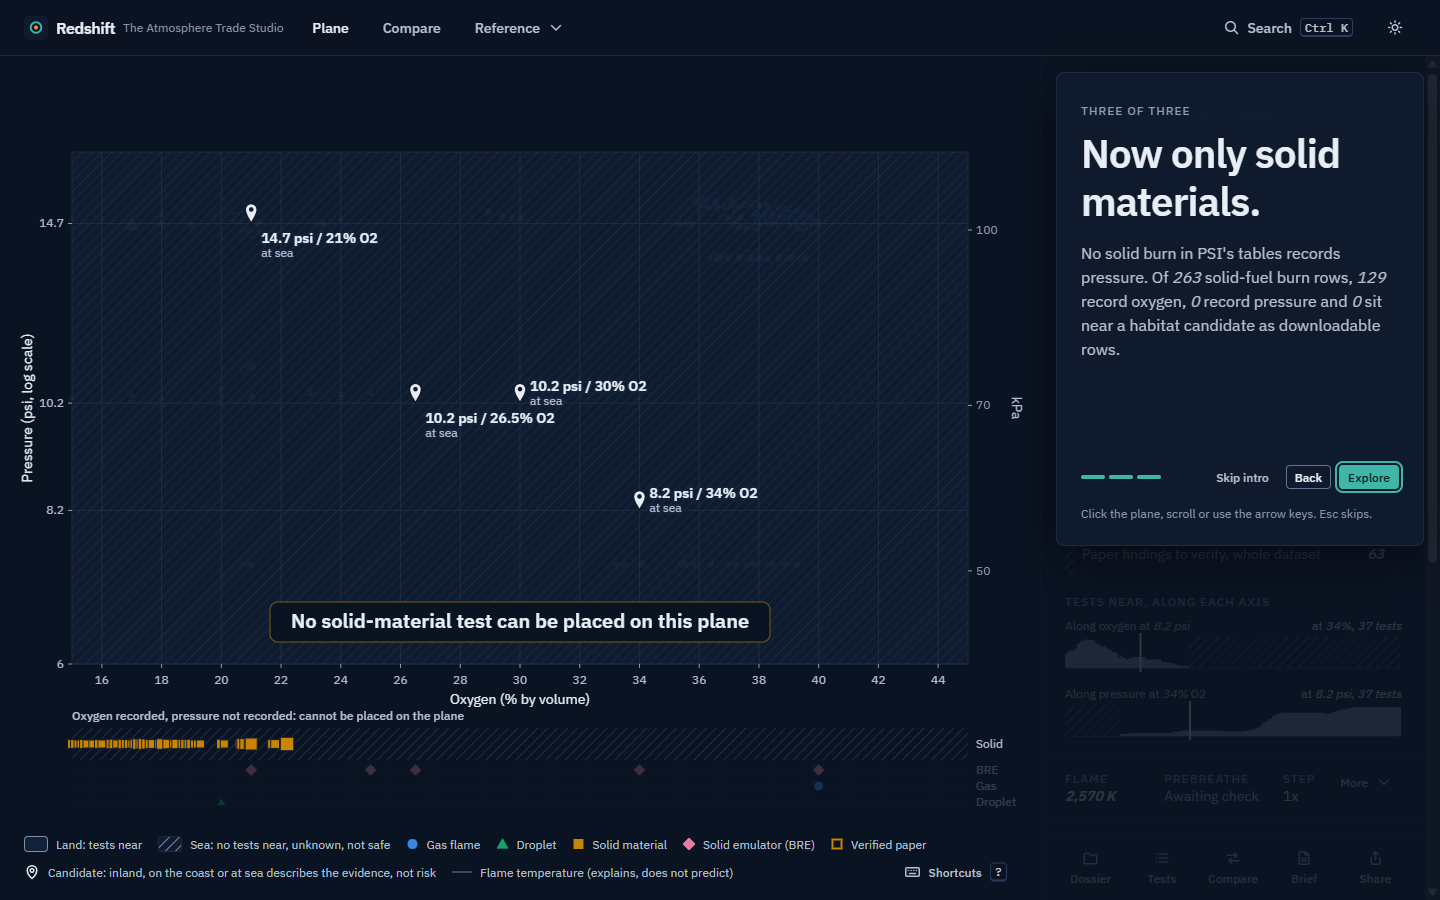 Redshift The Atmosphere Trade Studio Plane Compare Reference Search Ctrl K
THREE OF THREE
Now only solid
materials.
No solid burn in PSI's tables records
pressure. Of 263 solid-fuel burn rows, 129
record oxygen, 0 record pressure and 0 sit
near a habitat candidate as downloadable
rows.
Skip intro Back Explore
Click the plane, scroll or use the arrow keys. Esc skips.
Pressure (psi, log scale)
14.7
10.2
8.2
6
14.7 psi / 21% O2
at sea
10.2 psi / 30% O2
at sea
10.2 psi / 26.5% O2
at sea
8.2 psi / 34% O2
at sea
100
70
50
kPa
No solid-material test can be placed on this plane
16 18 20 22 24 26 28 30 32 34 36 38 40 42 44
Oxygen (% by volume)
Oxygen recorded, pressure not recorded: cannot be placed on the plane
Solid
BRE
Gas
Droplet
Land: tests near Sea: no tests near, unknown, not safe Gas flame Droplet Solid material Solid emulator (BRE) Verified paper
Candidate: inland, on the coast or at sea describes the evidence, not risk Flame temperature (explains, does not predict) Shortcuts ?
Paper findings to verify, whole dataset 63
TESTS NEAR, ALONG EACH AXIS
Along oxygen at 8.2 psi at 34%, 37 tests
Along pressure at 34% O2 at 8.2 psi, 37 tests
FLAME PREBREATHE STEP More
2,570 K Awaiting check 1x
Dossier Tests Compare Brief Share